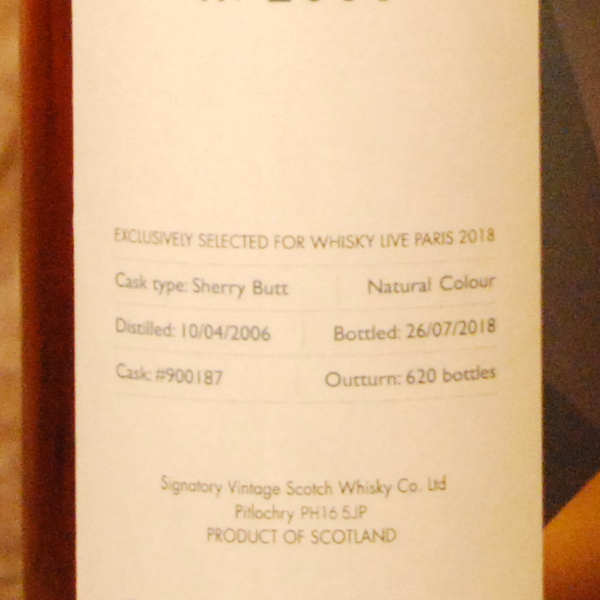 EXCLUSIVELY SELECTED FOR WHISKY LIVE PARIS 2018
Cask type: Sherry Butt Natural Colour
Distilled: 10/04/2006 Bottled: 26/07/2018
Cask: #900187 Outturn: 620 bottles
Signatory Vintage Scotch Whisky Co. Ltd
Pitlochry PH16 5JP
PRODUCT OF SCOTLAND